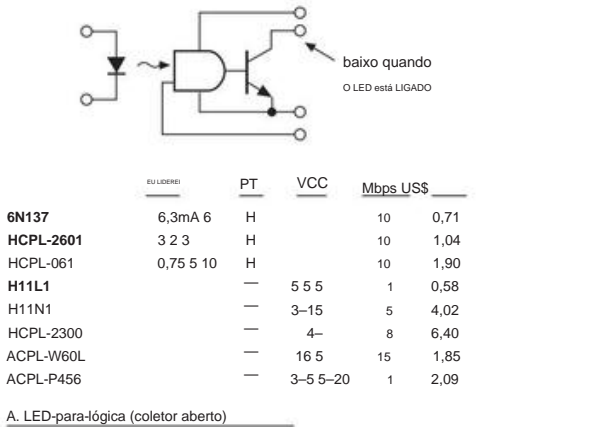 baixo quando
O LED está LIGADO
EU LIDEREI PT VCC Mbps US$
6N137 6,3mA 6 H 10 0,71
HCPL-2601 3 2 3 H 10 1,04
HCPL-061 0,75 5 10 H 10 1,90
H11L1 — 5 5 5 1 0,58
H11N1 — 3–15 5 4,02
HCPL-2300 — 4– 8 6,40
ACPL-W60L — 16 5 15 1,85
ACPL-P456 — 3–5 5–20 1 2,09
A. LED-para-lógica (coletor aberto)